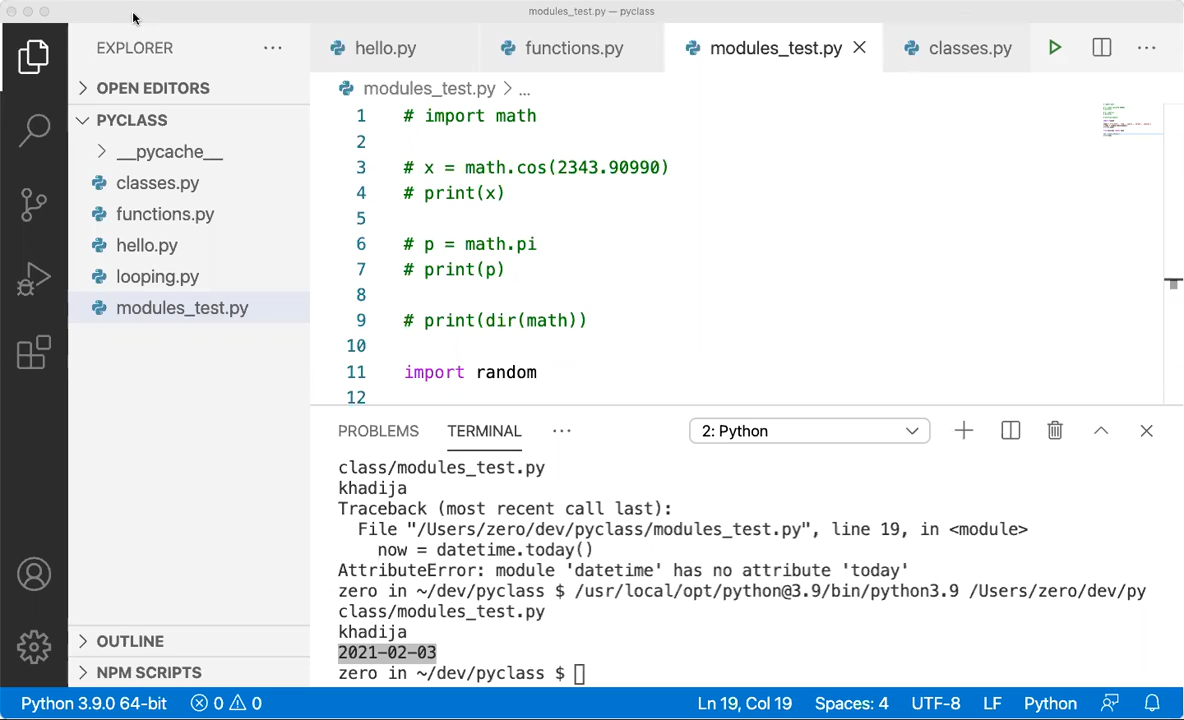 modules_test.py — pyclass
EXPLORER
OPEN EDITORS
PYCLASS
__pycache__
classes.py
functions.py
hello.py
looping.py
modules_test.py
OUTLINE
NPM SCRIPTS
hello.py
functions.py
modules_test.py
classes.py
modules_test.py > ...
1 # import math
2
3 # x = math.cos(2343.90990)
4 # print(x)
5
6 # p = math.pi
7 # print(p)
8
9 # print(dir(math))
10
11 import random
12
PROBLEMS
TERMINAL
2: Python
class/modules_test.py
khadija
Traceback (most recent call last):
File "/Users/zero/dev/pyclass/modules_test.py", line 19, in <module>
now = datetime.today()
AttributeError: module 'datetime' has no attribute 'today'
zero in ~/dev/pyclass $ /usr/local/opt/python@3.9/bin/python3.9 /Users/zero/dev/py
class/modules_test.py
khadija
2021-02-03
zero in ~/dev/pyclass $
Python 3.9.0 64-bit
0
0
Ln 19, Col 19
Spaces: 4
UTF-8
LF
Python